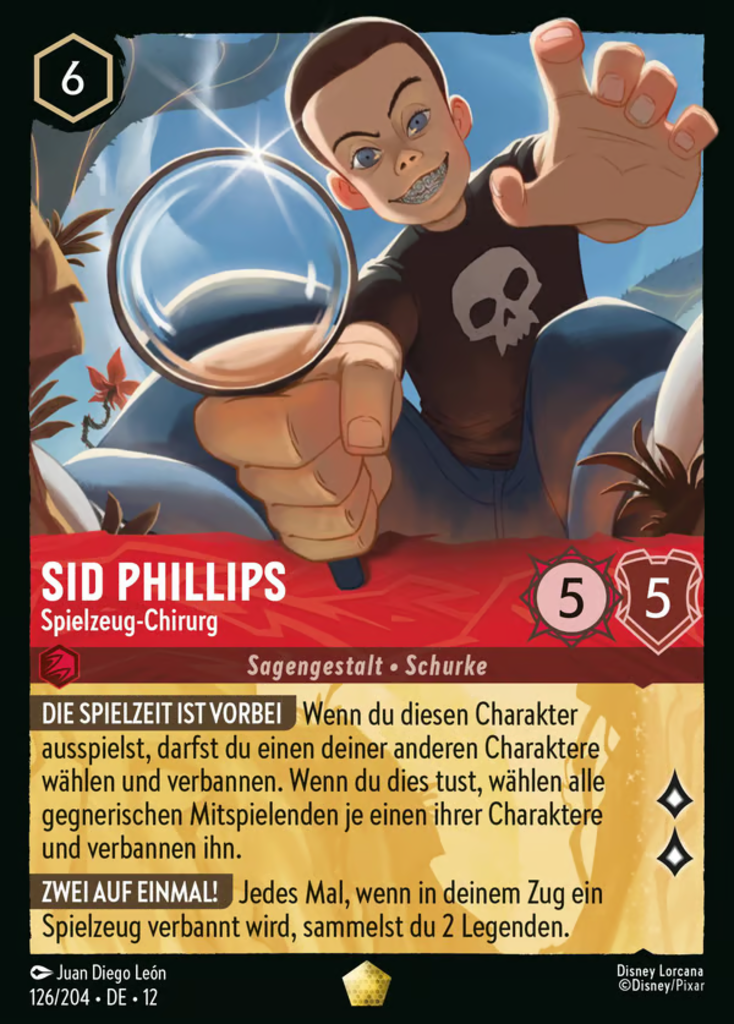 6
SID PHILLIPS
Spielzeug-Chirurg
5
5
Sagengestalt • Schurke
DIE SPIELZEIT IST VORBEI Wenn du diesen Charakter
ausspielst, darfst du einen deiner anderen Charaktere
wählen und verbannen. Wenn du dies tust, wählen alle
gegnerischen Mitspielenden je einen ihrer Charaktere
und verbannen ihn.
ZWEI AUF EINMAL! Jedes Mal, wenn in deinem Zug ein
Spielzeug verbannt wird, sammelst du 2 Legenden.
Juan Diego León
126/204 • DE • 12
Disney Lorcana
©Disney/Pixar